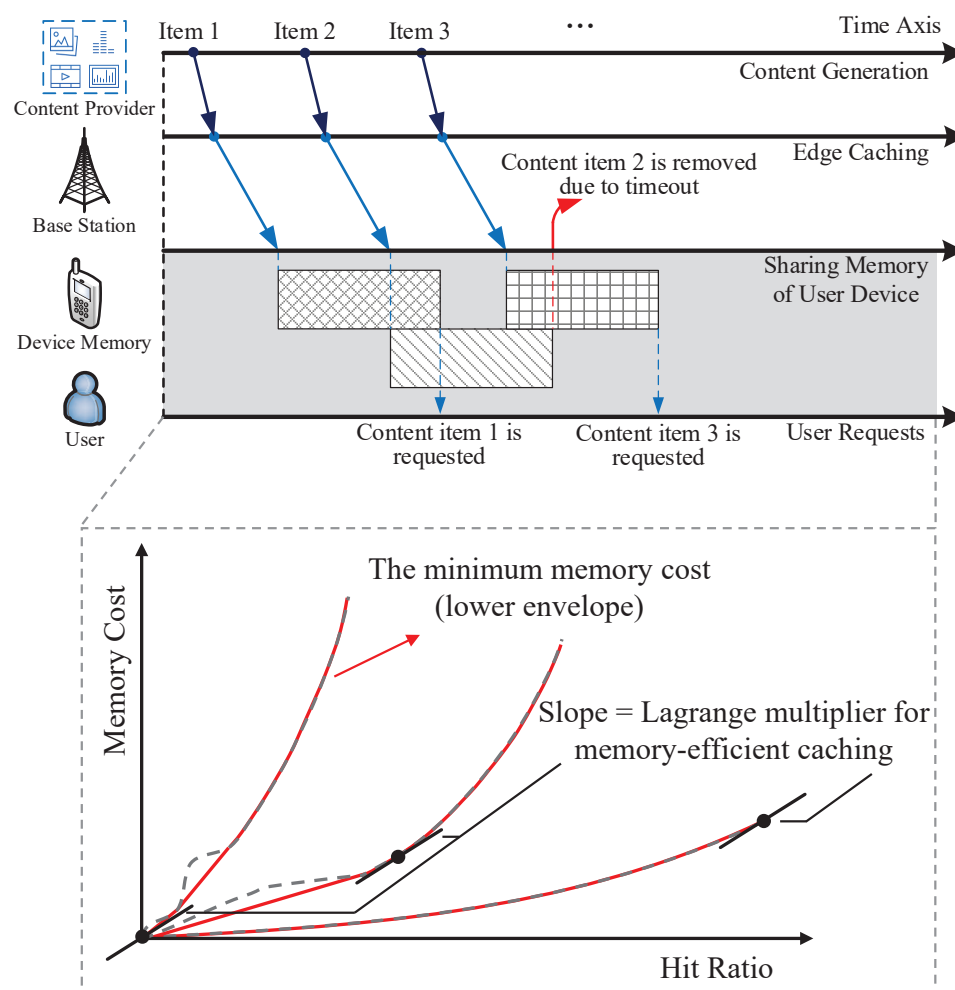 Item 1
Item 2
Item 3
...
Time Axis
Content Generation
Content Provider
Edge Caching
Content item 2 is removed
due to timeout
Base Station
Sharing Memory
of User Device
Device Memory
User
Content item 1 is
requested
Content item 3 is
requested
User Requests
The minimum memory cost
(lower envelope)
Memory Cost
Slope = Lagrange multiplier for
memory-efficient caching
Hit Ratio